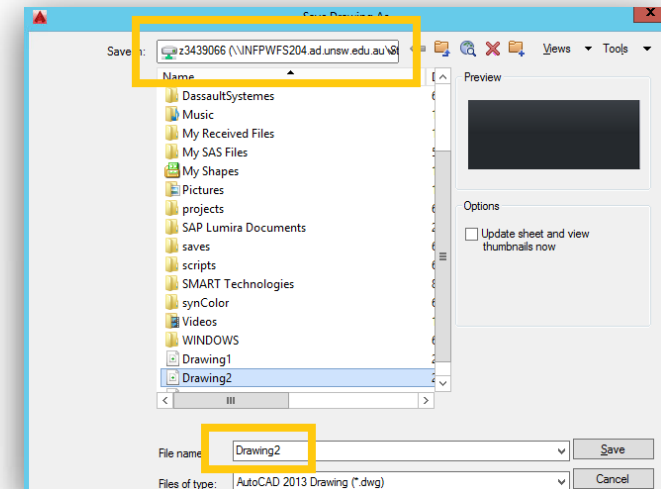 Save Drawing As
Save in: z3439066 (\\INFPWFS204.ad.unsw.edu.au\St
Views Tools
Name
Preview
DassaultSystemes
Music
My Received Files
My SAS Files
My Shapes
Pictures
projects
Options
SAP Lumira Documents
Update sheet and view
saves
thumbnails now
scripts
SMART Technologies
synColor
Videos
WINDOWS
Drawing1
Drawing2
File name Drawing2 Save
Files of type: AutoCAD 2013 Drawing (*.dwg) Cancel